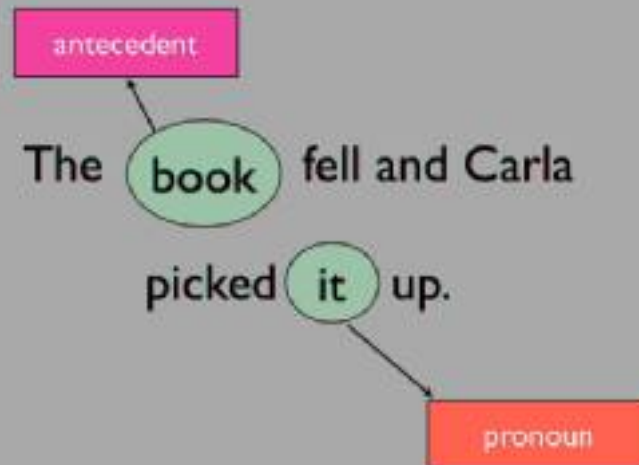 antecedent
The book fell and Carla
picked it up.
pronoun